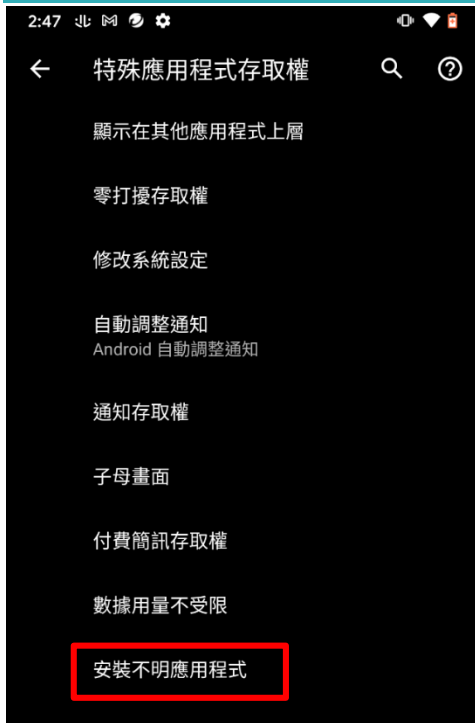 2:47
特殊應用程式存取權
顯示在其他應用程式上層
零打擾存取權
修改系統設定
自動調整通知
Android 自動調整通知
通知存取權
子母畫面
付費簡訊存取權
數據用量不受限
安裝不明應用程式